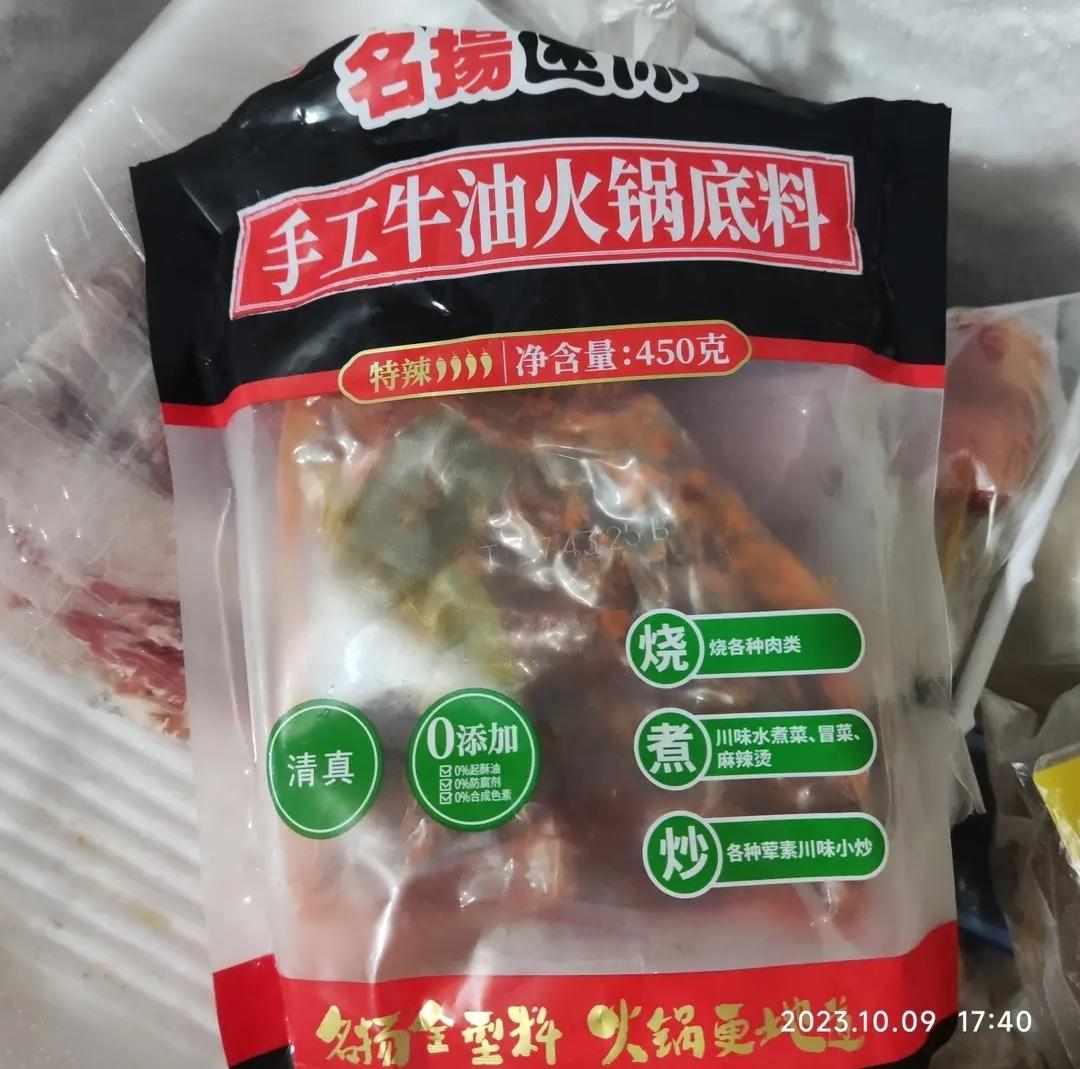 名揚
手工牛油火锅底料
特辣
净含量:450克
烧 烧各种肉类
煮 川味水煮菜、冒菜、
麻辣烫
炒 各种荤素川味小炒
清真
0添加
0%起酥油
0%防腐剂
0%合成色素
名扬全型料 火锅更地道
2023.10.09 17:40